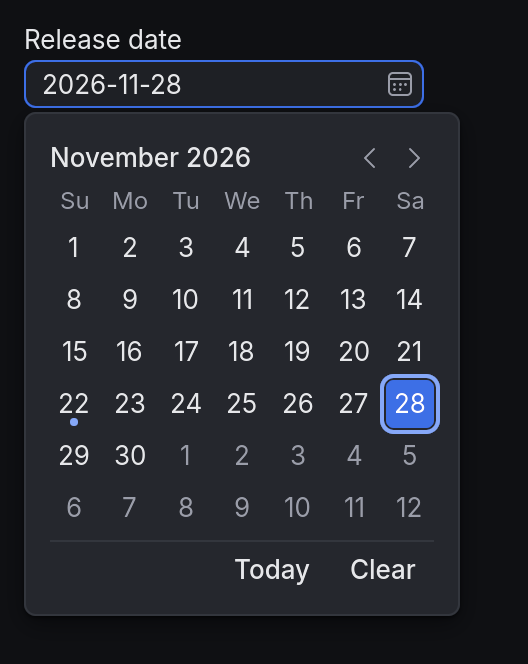 Release date
2026-11-28
November 2026
Su Mo Tu We Th Fr Sa
1 2 3 4 5 6 7
8 9 10 11 12 13 14
15 16 17 18 19 20 21
22 23 24 25 26 27 28
29 30 1 2 3 4 5
6 7 8 9 10 11 12
Today Clear